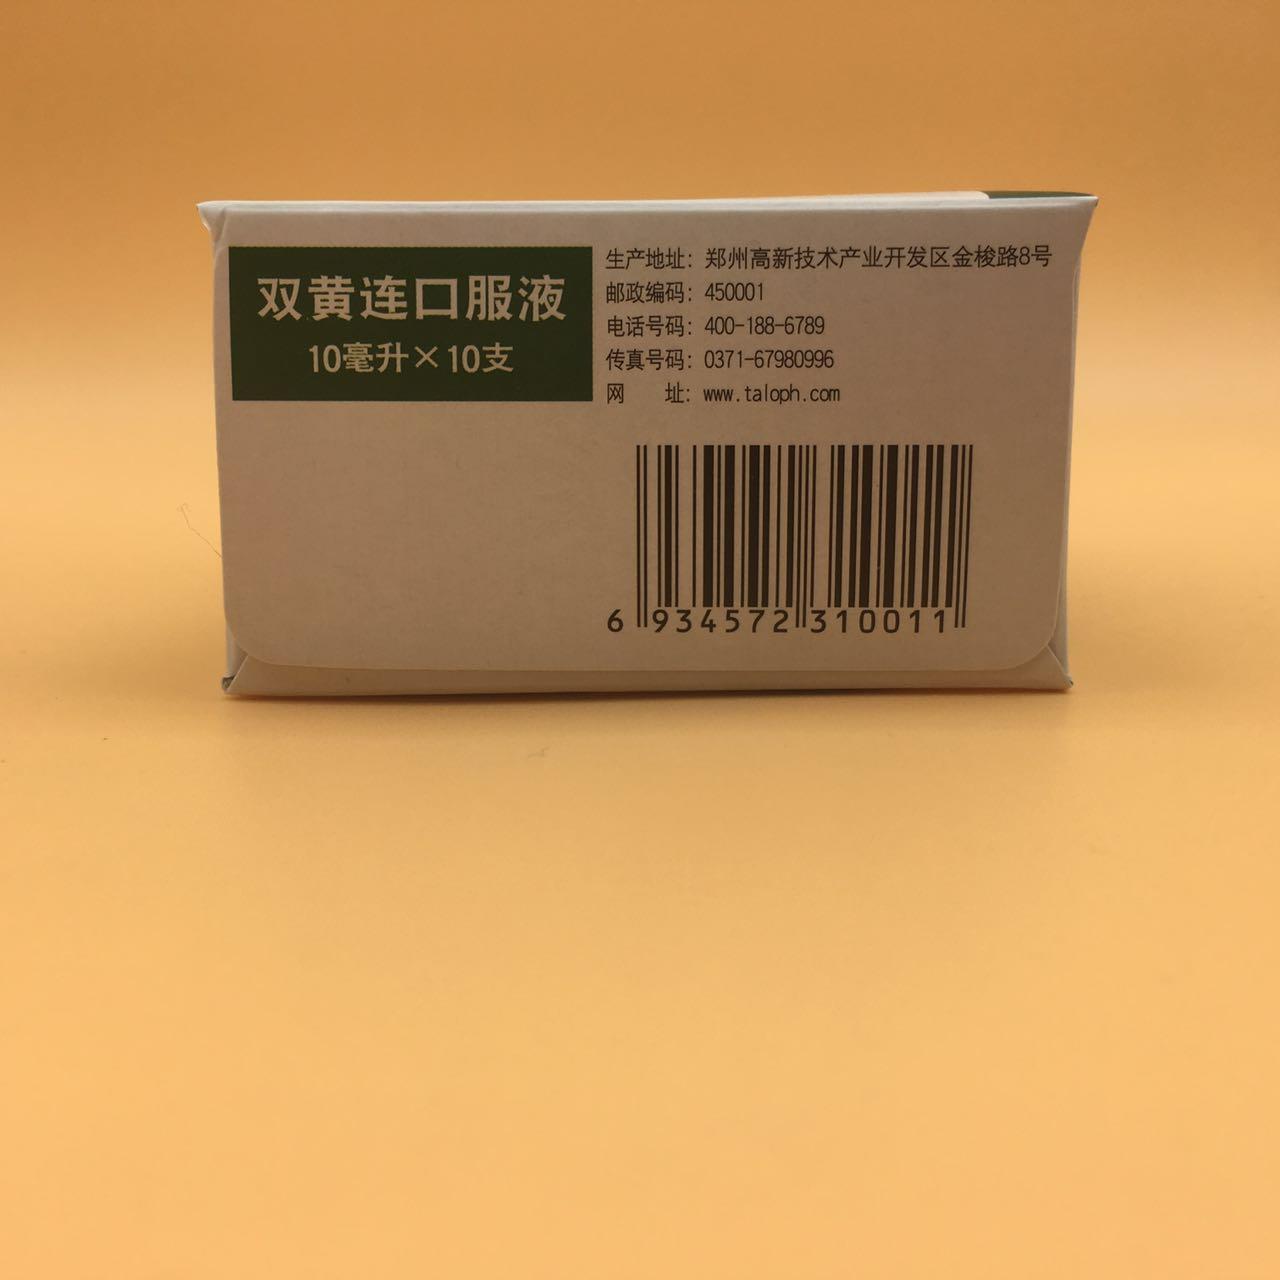 双黄连口服液
10毫升×10支
生产地址：郑州高新技术产业开发区金梭路8号
邮政编码：450001
电话号码：400-188-6789
传真号码：0371-67980996
网　　址：www.taloph.com
6 934572 310011